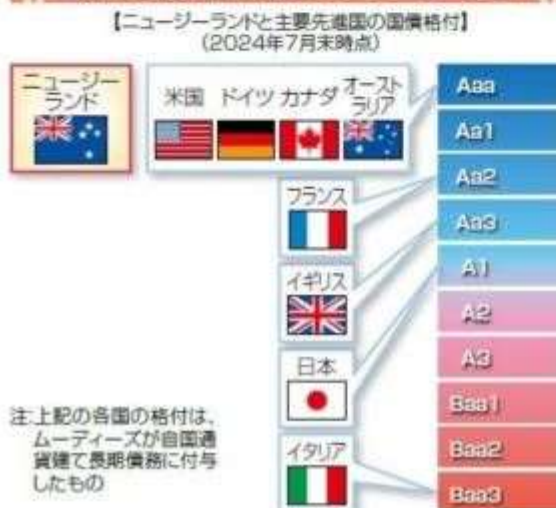 【ニュージーランドと主要先進国の国債格付】
(2024年7月末時点)
ニュージー
ランド
米国 ドイツ カナダ オースト
ラリア
Aaa
Aa1
Aa2
フランス
Aa3
イギリス
A1
A2
日本
A3
Baa1
イタリア
Baa2
Baa3
注:上記の各国の格付は、
ムーディーズが自国通
貨建て長期債務に付与
したもの